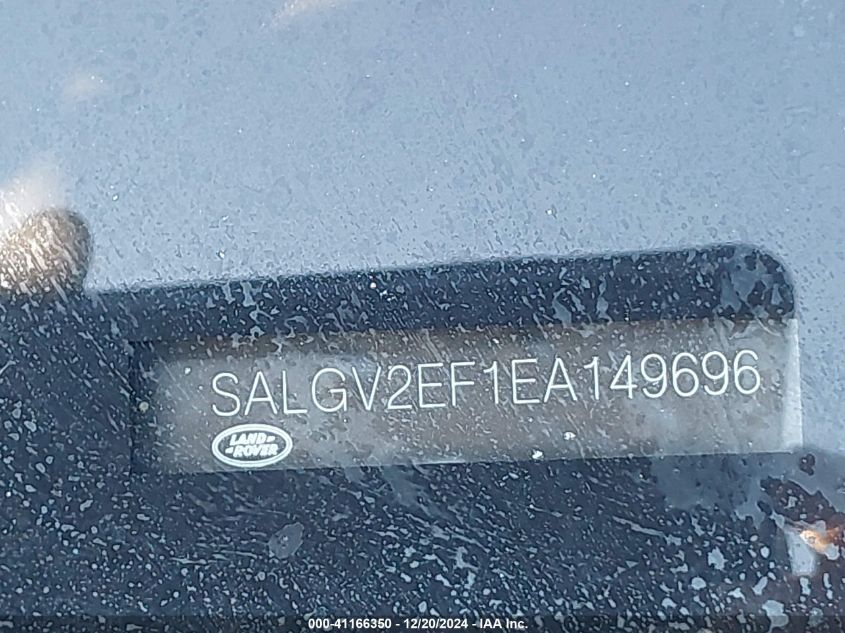 SALGV2EF1EA149696
LAND-
-ROVER
000-41166350 - 12/20/2024 - IAA Inc.